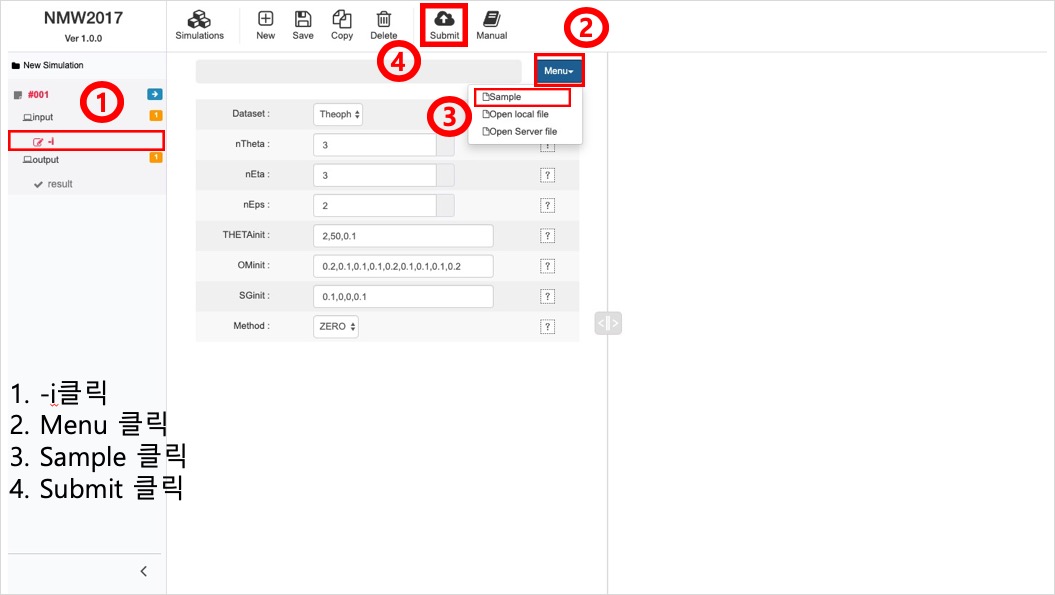 NMW2017
Ver 1.0.0
Simulations
New
Save
Copy
Delete
Submit
Manual
2
4
New Simulation
Menu
#001
1
Sample
3
Open local file
Open Server file
input
1
-i
output
1
result
Dataset :
Theoph
nTheta :
3
?
nEta :
3
?
nEps :
2
?
THETAinit :
2,50,0.1
?
OMinit :
0.2,0.1,0.1,0.1,0.2,0.1,0.1,0.1,0.2
?
SGinit :
0.1,0,0,0.1
?
Method :
ZERO
?
1. -i클릭
2. Menu 클릭
3. Sample 클릭
4. Submit 클릭